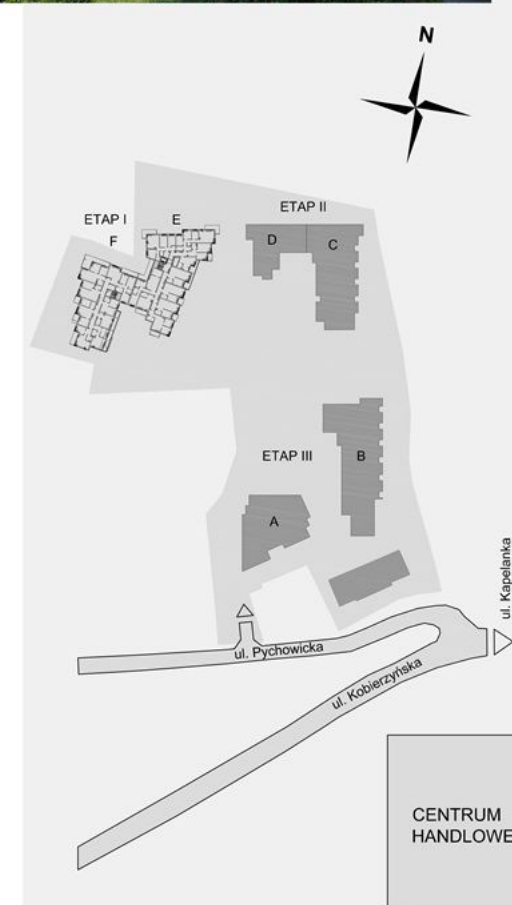 N
ETAP I
E
F
ETAP II
D
C
ETAP III
B
A
ul. Kapelanka
ul. Pychowicka
ul. Kobierzyńska
CENTRUM
HANDLOWE